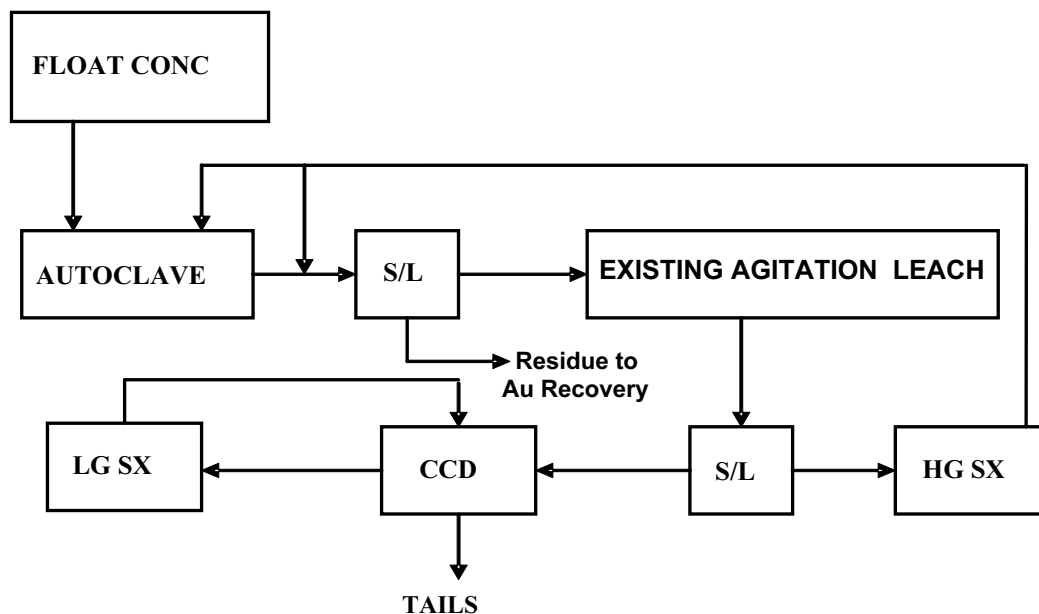 FLOAT CONC
AUTOCLAVE
S/L
EXISTING AGITATION LEACH
Residue to
Au Recovery
LG SX
CCD
S/L
HG SX
TAILS